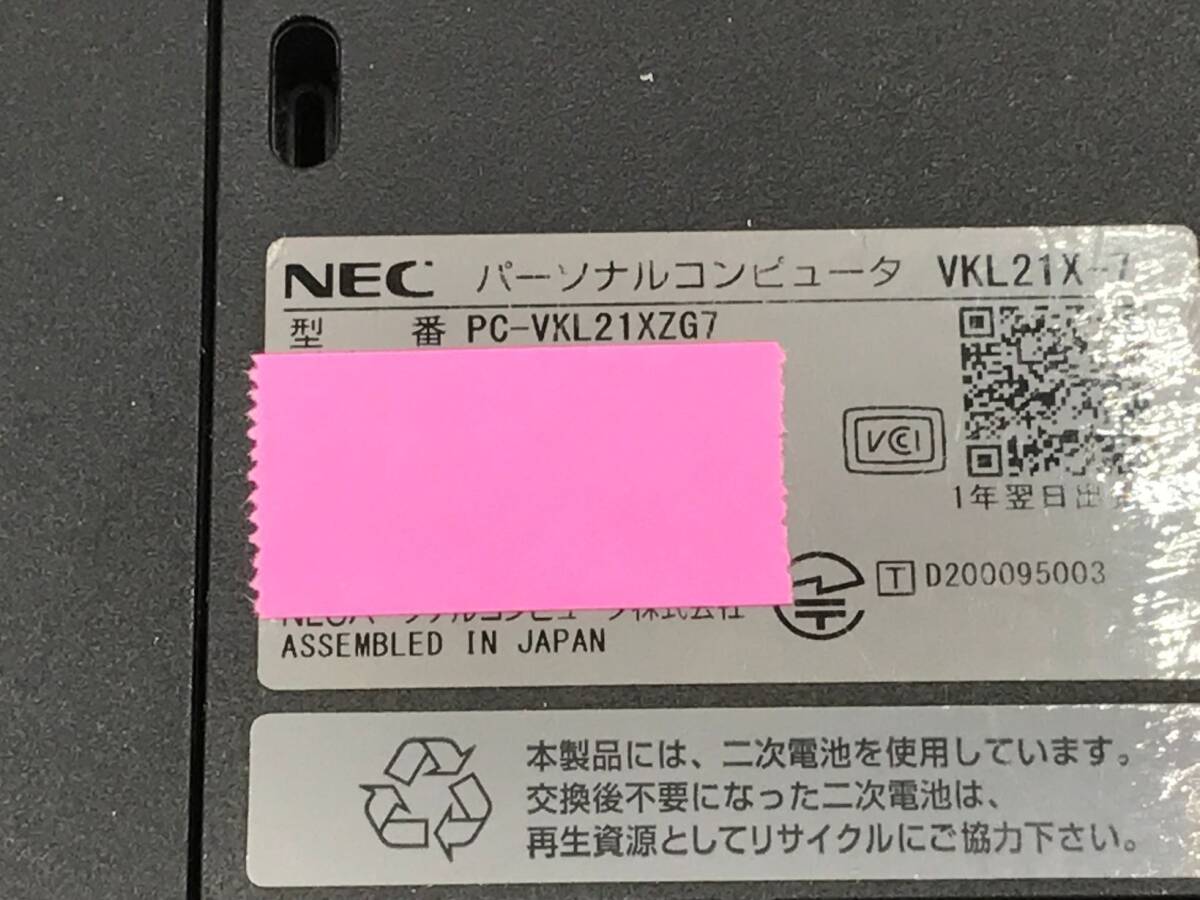 NEC パーソナルコンピュータ VKL21X-7
型 番 PC-VKL21XZG7
VCCI
1年翌日出
T D200095003
ASSEMBLED IN JAPAN
本製品には、二次電池を使用しています。
交換後不要になった二次電池は、
再生資源としてリサイクルにご協力下さい。